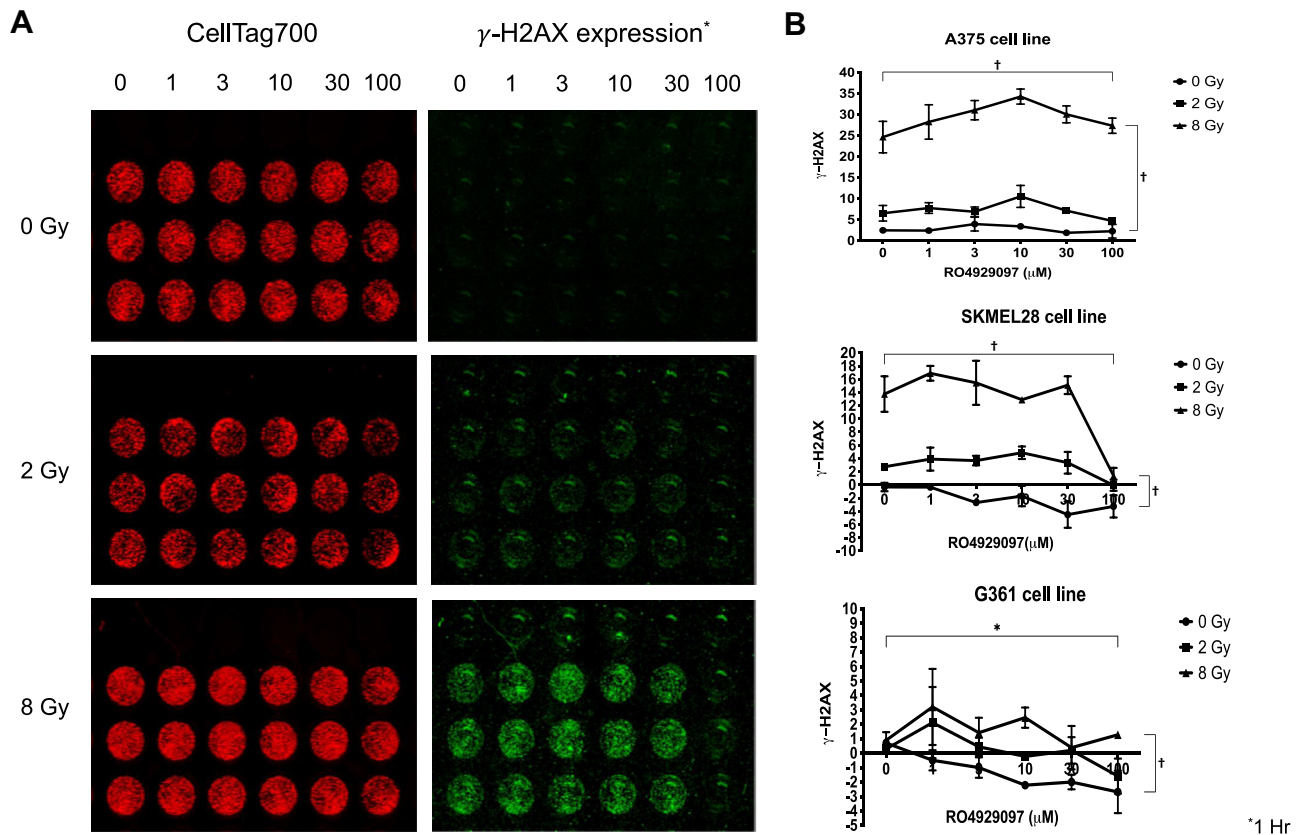 A
CellTag700
γ-H2AX expression*
0 1 3 10 30 100
0 1 3 10 30 100
0 Gy
2 Gy
8 Gy
B
A375 cell line
†
40
35
30
25
20
15
10
5
0
γ-H2AX
0 1 3 10 30 100
RO4929097 (μM)
0 Gy
2 Gy
8 Gy
†
SKMEL28 cell line
†
20
18
16
14
12
10
8
6
4
2
0
-2
-4
-6
-8
-10
γ-H2AX
0 1 3 10 30 100
RO4929097(μM)
0 Gy
2 Gy
8 Gy
†
G361 cell line
*
10
9
8
7
6
5
4
3
2
1
0
-1
-2
-3
-4
-5
γ-H2AX
0 10 30 100
RO4929097 (μM)
0 Gy
2 Gy
8 Gy
†
*1 Hr